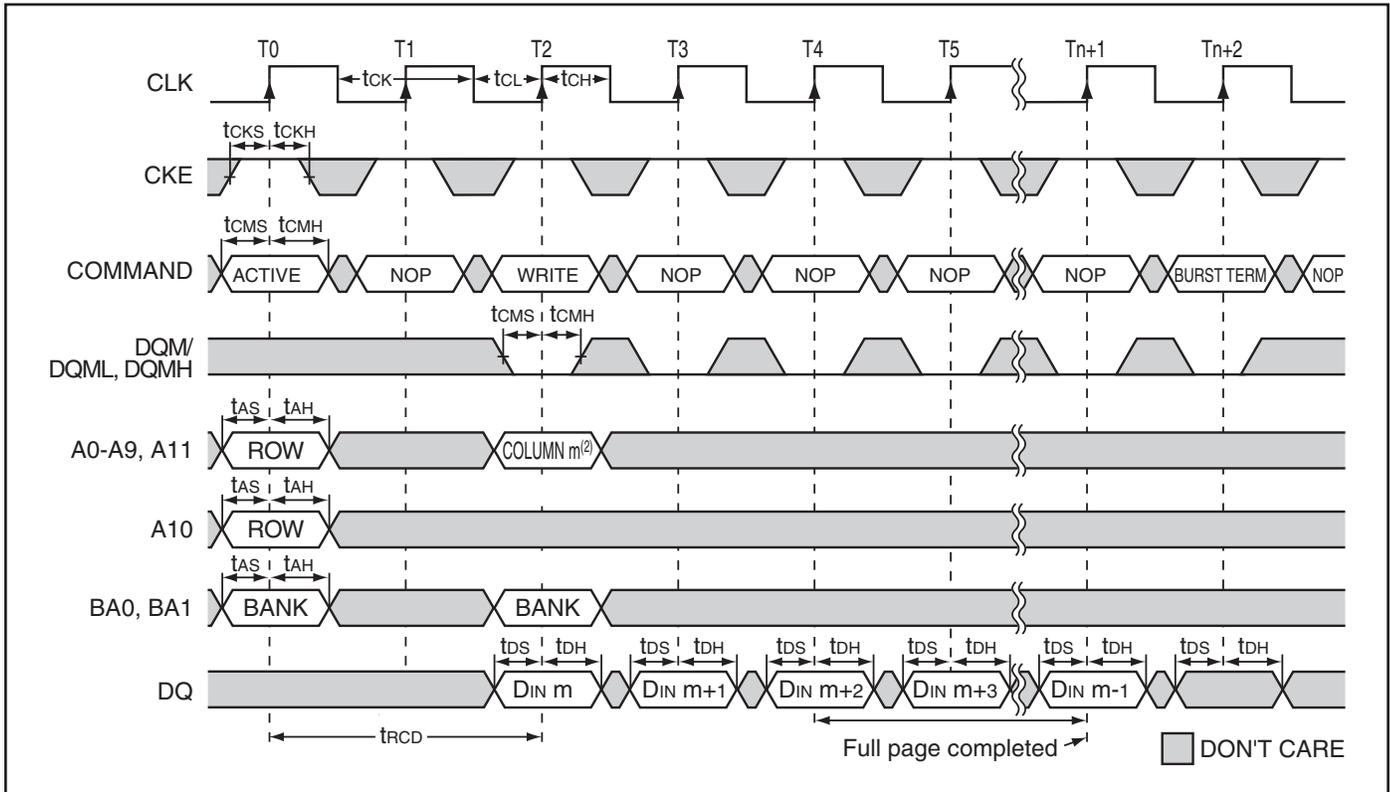 T0 T1 T2 T3 T4 T5 Tn+1 Tn+2
CLK
tCK tCL tCH
tCKS tCKH
CKE
tCMS tCMH
COMMAND ACTIVE NOP WRITE NOP NOP NOP NOP BURST TERM NOP
tCMS tCMH
DQM/
DQML, DQMH
tAS tAH
A0-A9, A11 ROW COLUMN m(2)
tAS tAH
A10 ROW
tAS tAH
BA0, BA1 BANK BANK
tDS tDH tDS tDH tDS tDH tDS tDH tDS tDH tDS tDH
DQ DIN m DIN m+1 DIN m+2 DIN m+3 DIN m-1
tRCD
Full page completed
DON'T CARE